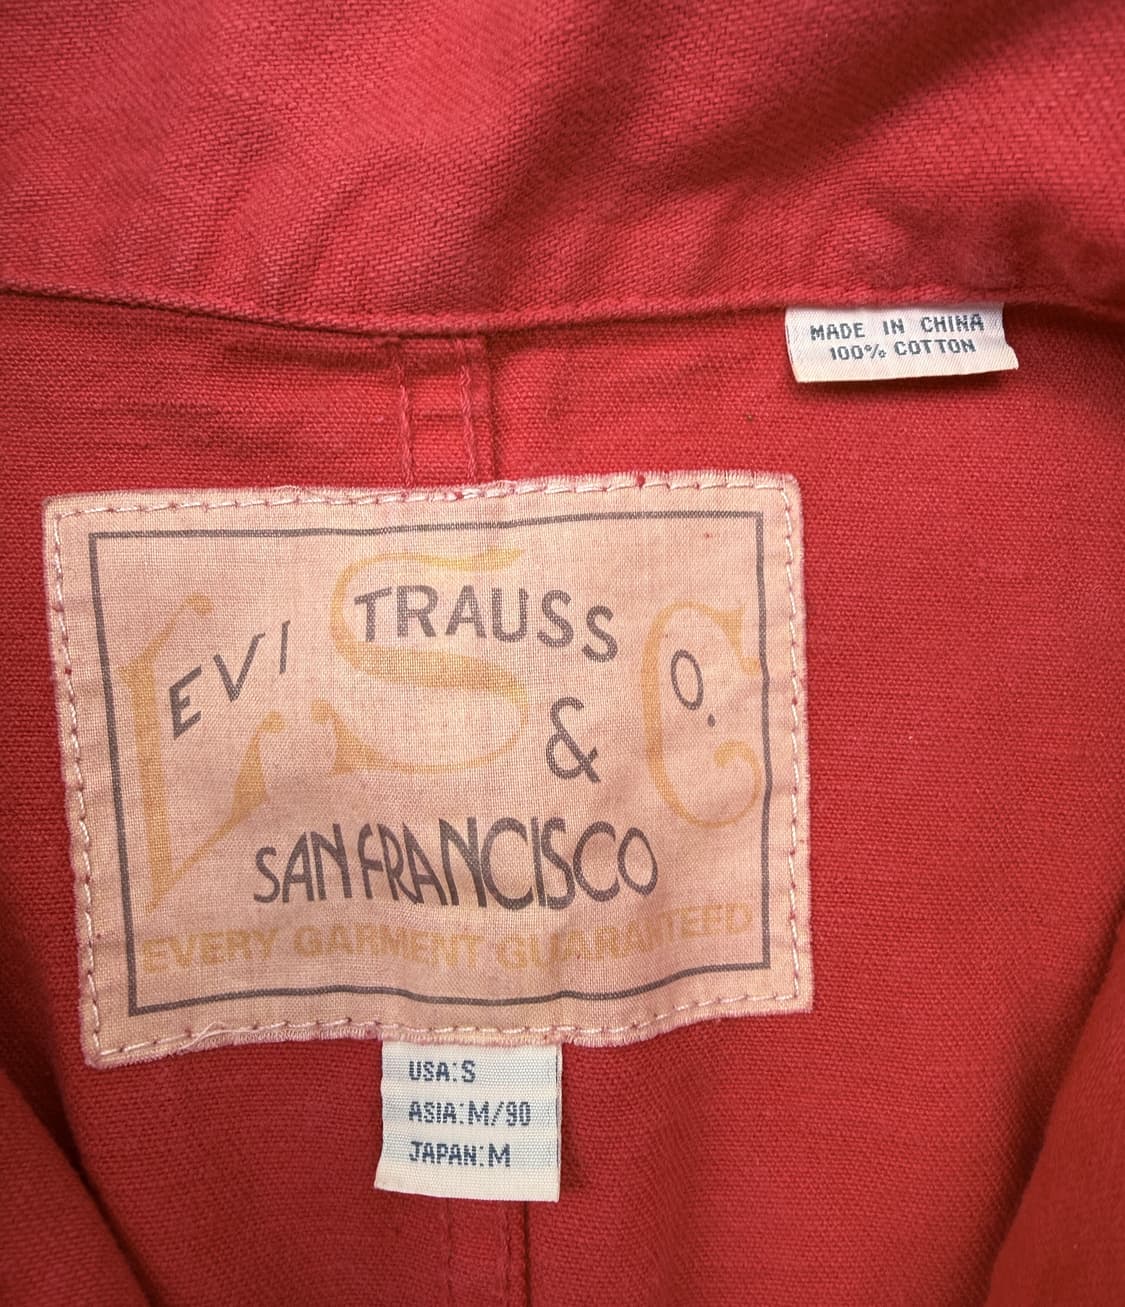 MADE IN CHINA
100% COTTON
LEVI STRAUSS
& CO.
SAN FRANCISCO
EVERY GARMENT GUARANTEED
USA:S
ASIA:M/90
JAPAN:M